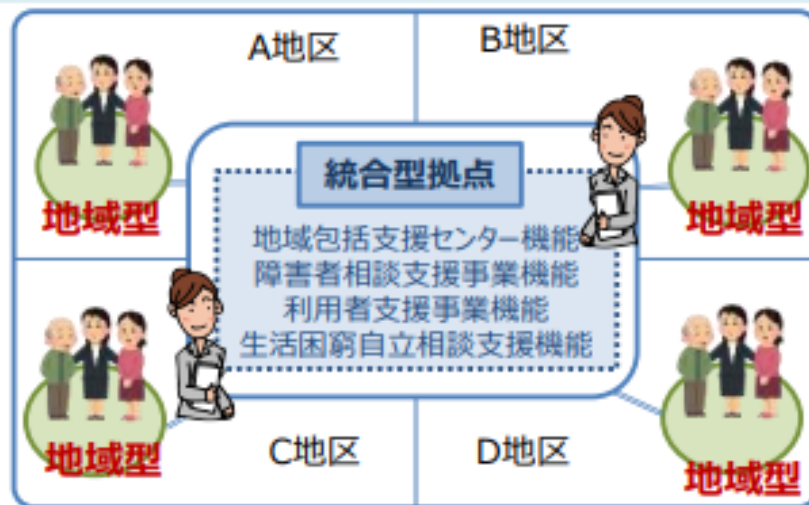 A地区
B地区
地域型
地域型
統合型拠点
地域包括支援センター機能
障害者相談支援事業機能
利用者支援事業機能
生活困窮自立相談支援機能
地域型
C地区
D地区
地域型